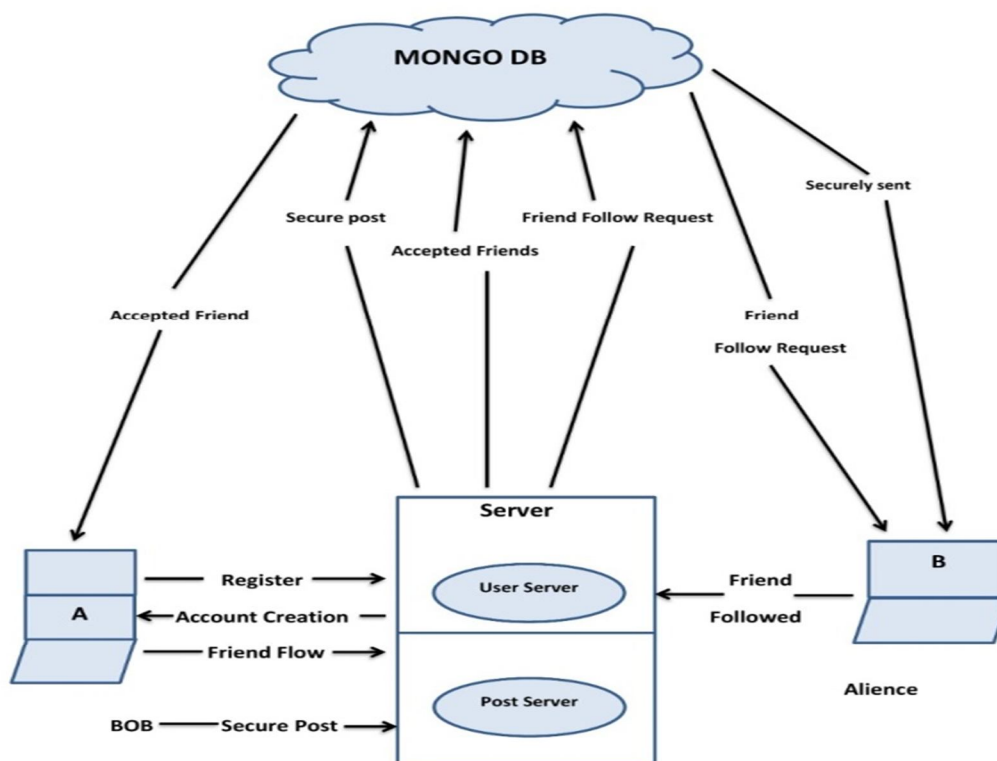 MONGO DB
Securely sent
Secure post
Friend Follow Request
Accepted Friends
Accepted Friend
Friend
Follow Request
Server
B
User Server
Register
Friend
A
Account Creation
Followed
Friend Flow
Alience
Post Server
BOB
Secure Post